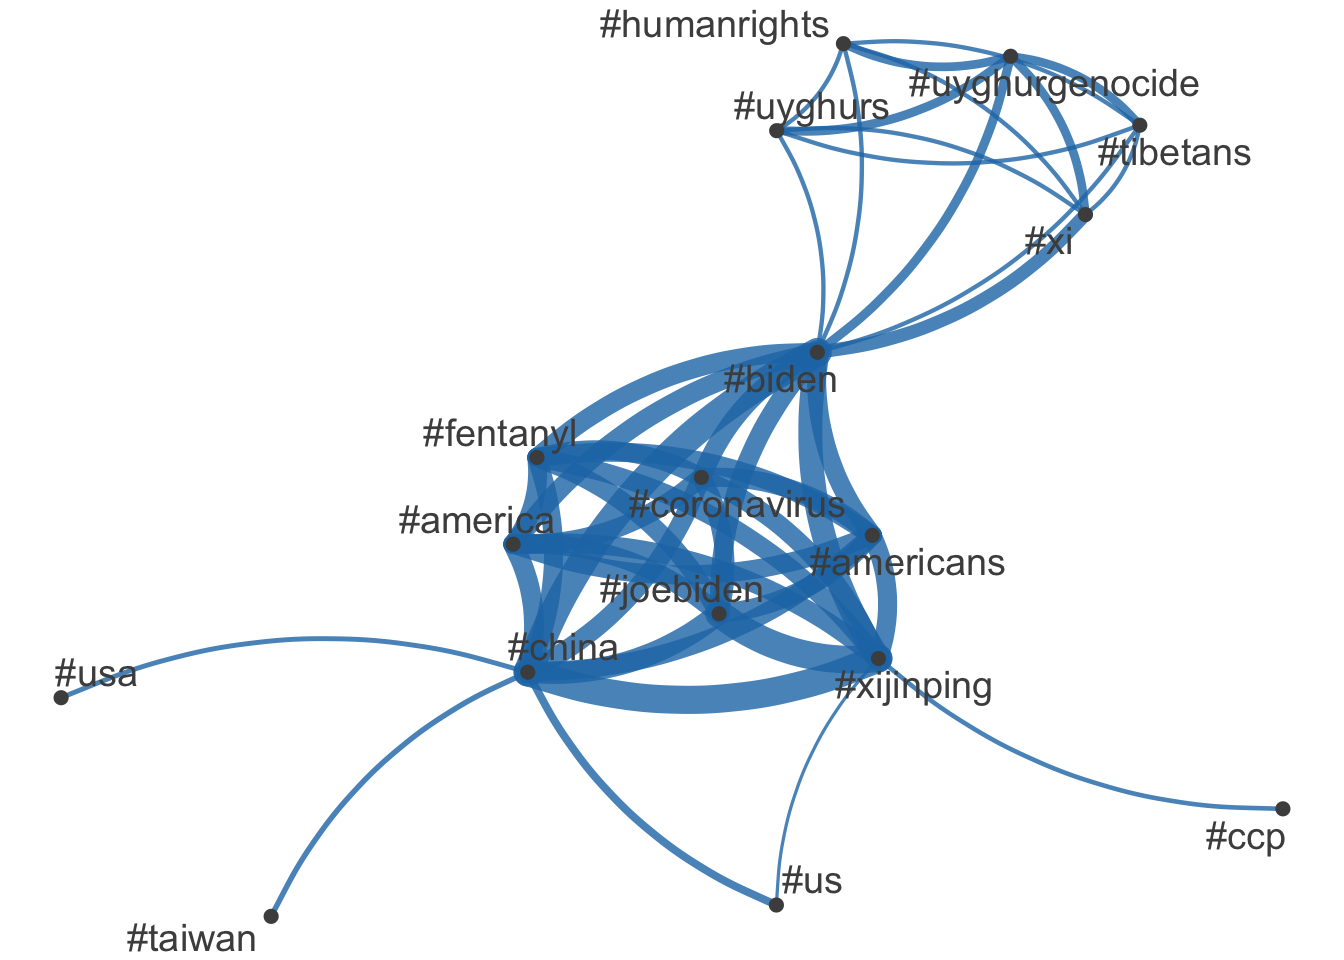 #humanrights
#uyghurgenocide
#uyghurs
#tibetans
#xi
#biden
#fentanyl
#coronavirus
#america
#americans
#joebiden
#china
#usa
#xijinping
#ccp
#us
#taiwan